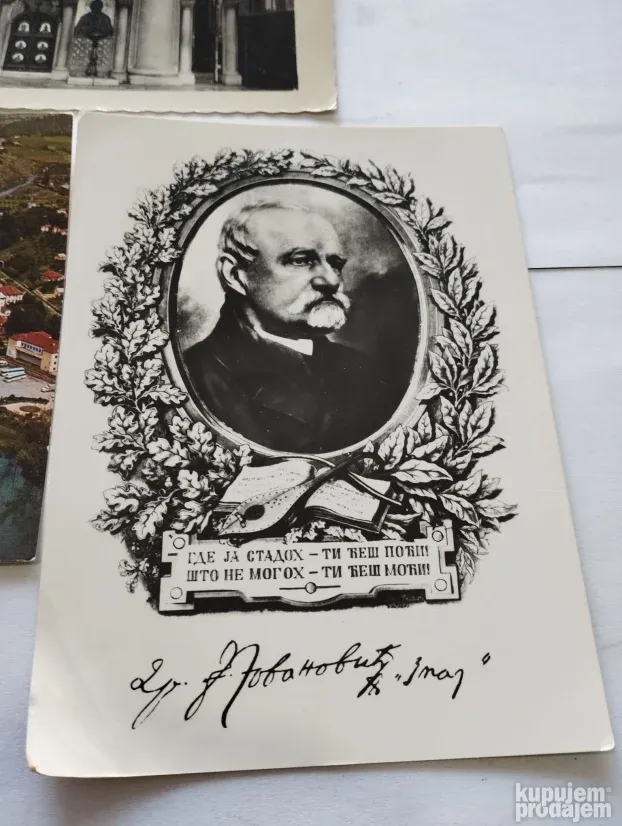 ГДЕ ЈА СТАДОХ – ТИ ЋЕШ ПОЋИ!
ШТО НЕ МОГОХ – ТИ ЋЕШ МОЋИ!
Др. Ј. Јовановић „Змај“
kupujem
prodajem